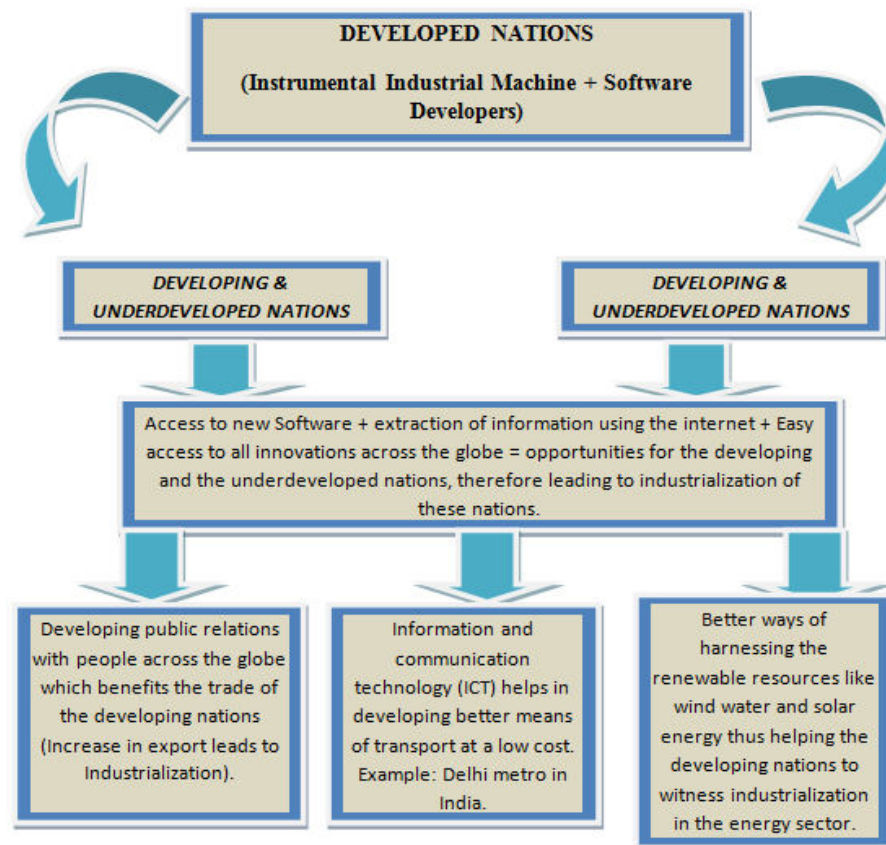 DEVELOPED NATIONS
(Instrumental Industrial Machine + Software
Developers)
DEVELOPING &
UNDERDEVELOPED NATIONS
DEVELOPING &
UNDERDEVELOPED NATIONS
Access to new Software + extraction of information using the internet + Easy
access to all innovations across the globe = opportunities for the developing
and the underdeveloped nations, therefore leading to industrialization of
these nations.
Developing public relations
with people across the globe
which benefits the trade of
the developing nations
(Increase in export leads to
Industrialization).
Information and
communication
technology (ICT) helps in
developing better means
of transport at a low cost.
Example: Delhi metro in
India.
Better ways of
harnessing the
renewable resources like
wind water and solar
energy thus helping the
developing nations to
witness industrialization
in the energy sector.